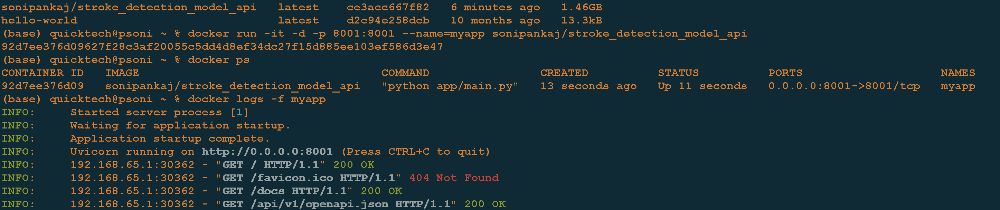 sonipankaj/stroke_detection_model_api latest ce3acc667f82 6 minutes ago 1.46GB
hello-world latest d2c94e258dcb 10 months ago 13.3kB
(base) quicktech@psoni ~ % docker run -it -d -p 8001:8001 --name=myapp sonipankaj/stroke_detection_model_api
92d7ee376d09627f28c3af20055c5dd4d8ef34dc27f15d885ee103ef586d3e47
(base) quicktech@psoni ~ % docker ps
CONTAINER ID IMAGE COMMAND CREATED STATUS PORTS NAMES
92d7ee376d09 sonipankaj/stroke_detection_model_api "python app/main.py" 13 seconds ago Up 11 seconds 0.0.0.0:8001->8001/tcp myapp
(base) quicktech@psoni ~ % docker logs -f myapp
INFO: Started server process [1]
INFO: Waiting for application startup.
INFO: Application startup complete.
INFO: Uvicorn running on http://0.0.0.0:8001 (Press CTRL+C to quit)
INFO: 192.168.65.1:30362 - "GET / HTTP/1.1" 200 OK
INFO: 192.168.65.1:30362 - "GET /favicon.ico HTTP/1.1" 404 Not Found
INFO: 192.168.65.1:30362 - "GET /docs HTTP/1.1" 200 OK
INFO: 192.168.65.1:30362 - "GET /api/v1/openapi.json HTTP/1.1" 200 OK